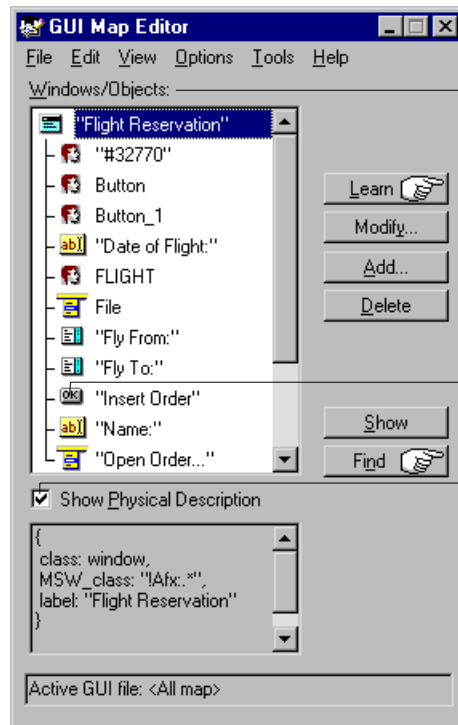 GUI Map Editor
File Edit View Options Tools Help
Windows/Objects:
"Flight Reservation"
"#32770"
Button
Button_1
"Date of Flight:"
FLIGHT
File
"Fly From:"
"Fly To:"
"Insert Order"
"Name:"
"Open Order..."
Learn
Modify...
Add...
Delete
Show
Find
Show Physical Description
{
class: window,
MSW_class: "!Afx:.*",
label: "Flight Reservation"
}
Active GUI file: <All map>